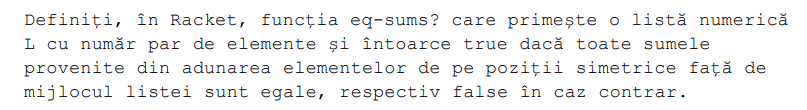 Definiți, în Racket, funcția eq-sums? care primește o listă numerică
L cu număr par de elemente și întoarce true dacă toate sumele
provenite din adunarea elementelor de pe poziții simetrice față de
mijlocul listei sunt egale, respectiv false în caz contrar.